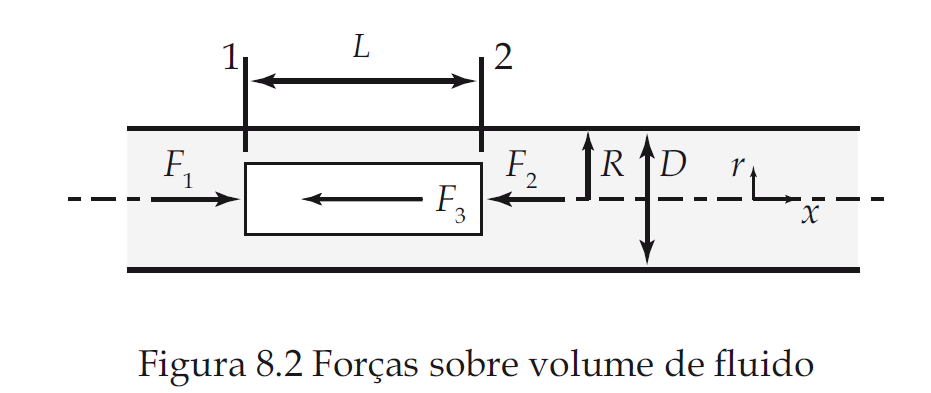 1 L 2
F1 F2 R D r
F3 x
Figura 8.2 Forças sobre volume de fluido